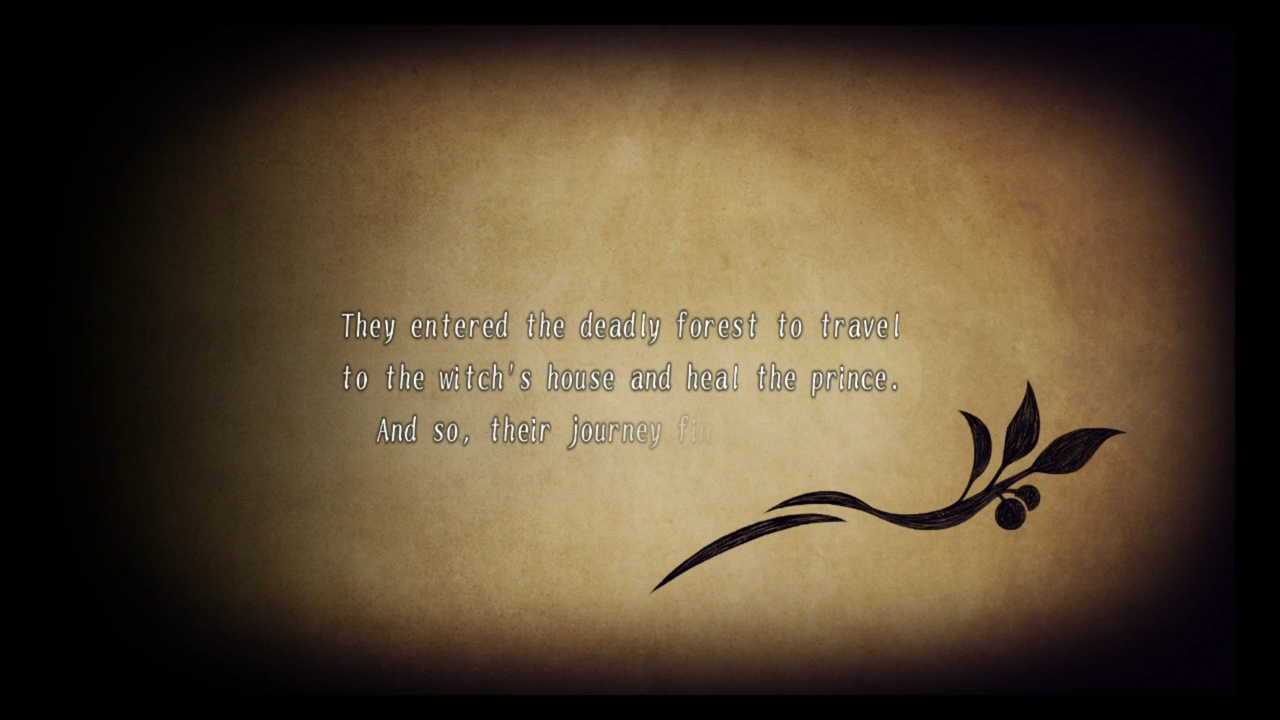 They entered the deadly forest to travel
to the witch's house and heal the prince.
And so, their journey fin